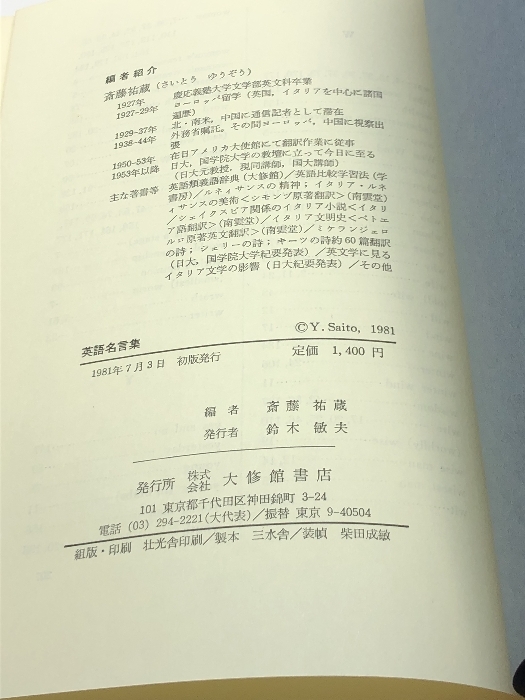 編者紹介
斎藤祐蔵(さいとう ゆうぞう)
1927年 慶応義塾大学文学部英文科卒業
1927-29年 ヨーロッパ留学(英国,イタリアを中心に諸国
遍歴)
1929-37年 北・南米,中国に通信記者として滞在
1938-44年 外務省嘱託。その間ヨーロッパ,中国に視察出
張
1950-53年 在日アメリカ大使館にて翻訳作業に従事
1953年以降 日大,国学院大学の教壇に立って今日に至る
(日大元教授,現同講師,国大講師)
主な著書等 英語類義語辞典(大修館)/英語比較学習法(学
書房)/ルネィサンスの精神;イタリア・ルネ
ィサンスの美術<シモンヅ原著翻訳>(南雲堂)
/シェイクスピア関係のイタリア小説<イタリ
ア語翻訳>(南雲堂)/イタリア文明史<ペトエ
ルロ原著英文翻訳>(南雲堂)/ミケランジェロ
の詩;シェリーの詩;キーツの詩約60篇翻訳
(日大,国学院大学紀要発表)/英文学に見る
イタリア文学の影響(日大紀要発表)/その他
英語名言集
©Y. Saito, 1981
1981年7月3日 初版発行
定価 1,400 円
編者 斎藤祐蔵
発行者 鈴木敏夫
発行所 株式会社 大修館書店
101 東京都千代田区神田錦町 3-24
電話 (03) 294-2221(大代表)/振替 東京 9-40504
組版・印刷 壮光舎印刷/製本 三水舎/装幀 柴田成敏